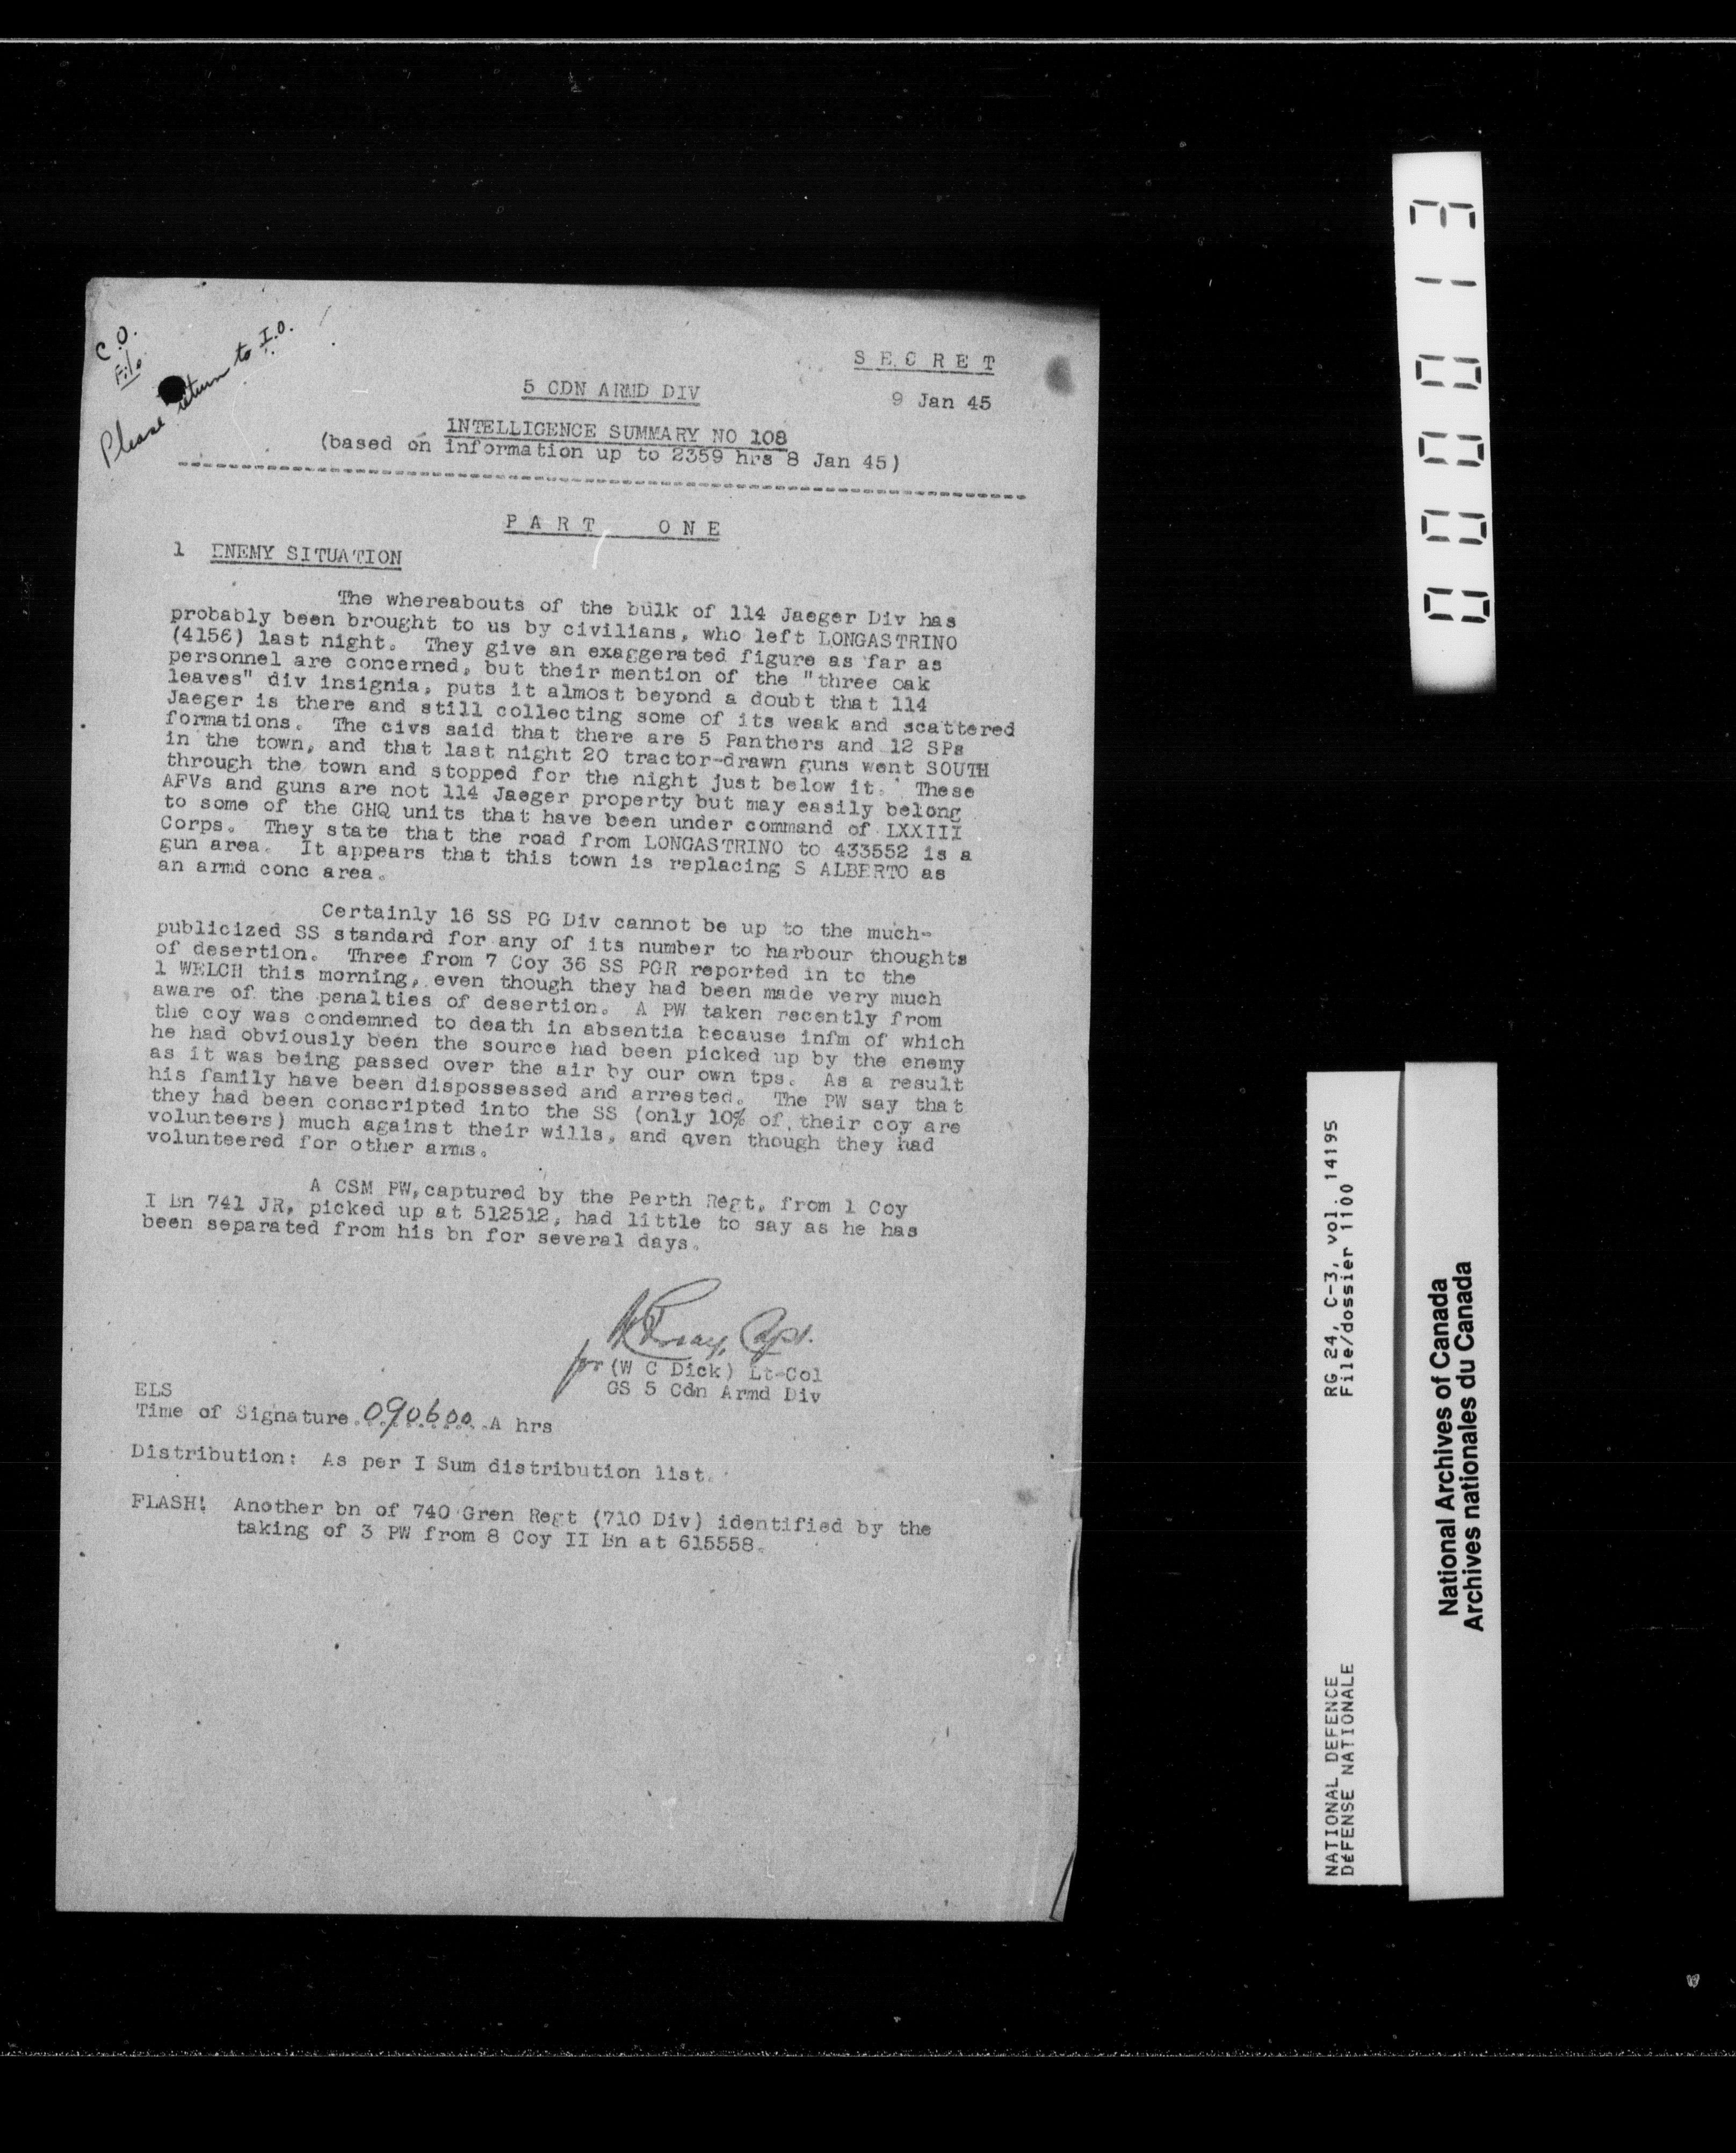 C.O.
File
Please return to I.O.
S E C R E T
5 CDN ARMD DIV
9 Jan 45
INTELLIGENCE SUMMARY NO 108
(based on information up to 2359 hrs 8 Jan 45)
P A R T   O N E
1 ENEMY SITUATION
The whereabouts of the bulk of 114 Jaeger Div has
probably been brought to us by civilians, who left LONGASTRINO
(4156) last night. They give an exaggerated figure as far as
personnel are concerned, but their mention of the "three oak
leaves" div insignia, puts it almost beyond a doubt that 114
Jaeger is there and still collecting some of its weak and scattered
formations. The civs said that there are 5 Panthers and 12 SPs
in the town, and that last night 20 tractor-drawn guns went SOUTH
through the town and stopped for the night just below it. These
AFVs and guns are not 114 Jaeger property but may easily belong
to some of the GHQ units that have been under command of LXXIII
Corps. They state that the road from LONGASTRINO to 433552 is a
gun area. It appears that this town is replacing S ALBERTO as
an armd conc area.
Certainly 16 SS PG Div cannot be up to the much-
publicized SS standard for any of its number to harbour thoughts
of desertion. Three from 7 Coy 36 SS PGR reported in to the
1 WELCH this morning, even though they had been made very much
aware of the penalties of desertion. A PW taken recently from
the coy was condemned to death in absentia because infm of which
he had obviously been the source had been picked up by the enemy
as it was being passed over the air by our own tps. As a result
his family have been dispossessed and arrested. The PW say that
they had been conscripted into the SS (only 10% of their coy are
volunteers) much against their wills, and qven though they had
volunteered for other arms.
A CSM PW, captured by the Perth Regt, from 1 Coy
I Bn 741 JR, picked up at 512512, had little to say as he has
been separated from his bn for several days.
Capt.
for (W C Dick) Lt-Col
GS 5 Cdn Armd Div
ELS
Time of Signature 090600 A hrs
Distribution: As per I Sum distribution list.
FLASH! Another bn of 740 Gren Regt (710 Div) identified by the
taking of 3 PW from 8 Coy II Bn at 615558.
000013
NATIONAL DEFENCE RG 24, C-3, vol. 14195
DÉFENSE NATIONALE File/dossier 1100
National Archives of Canada
Archives nationales du Canada